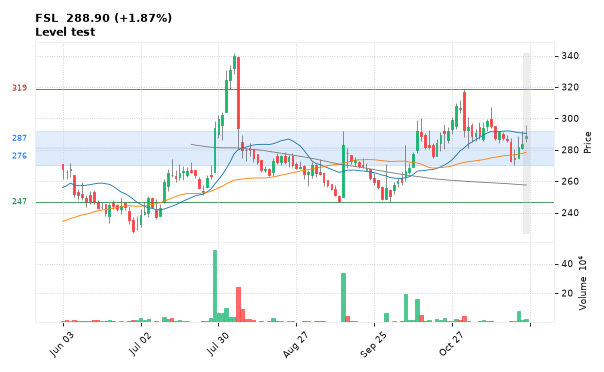 FSL 288.90 (+1.87%)
Level test
340
320
319
300
287
280
276
260
247
240
Price
40
20
Volume 10⁶
Jun 03
Jul 02
Jul 30
Aug 27
Sep 25
Oct 27